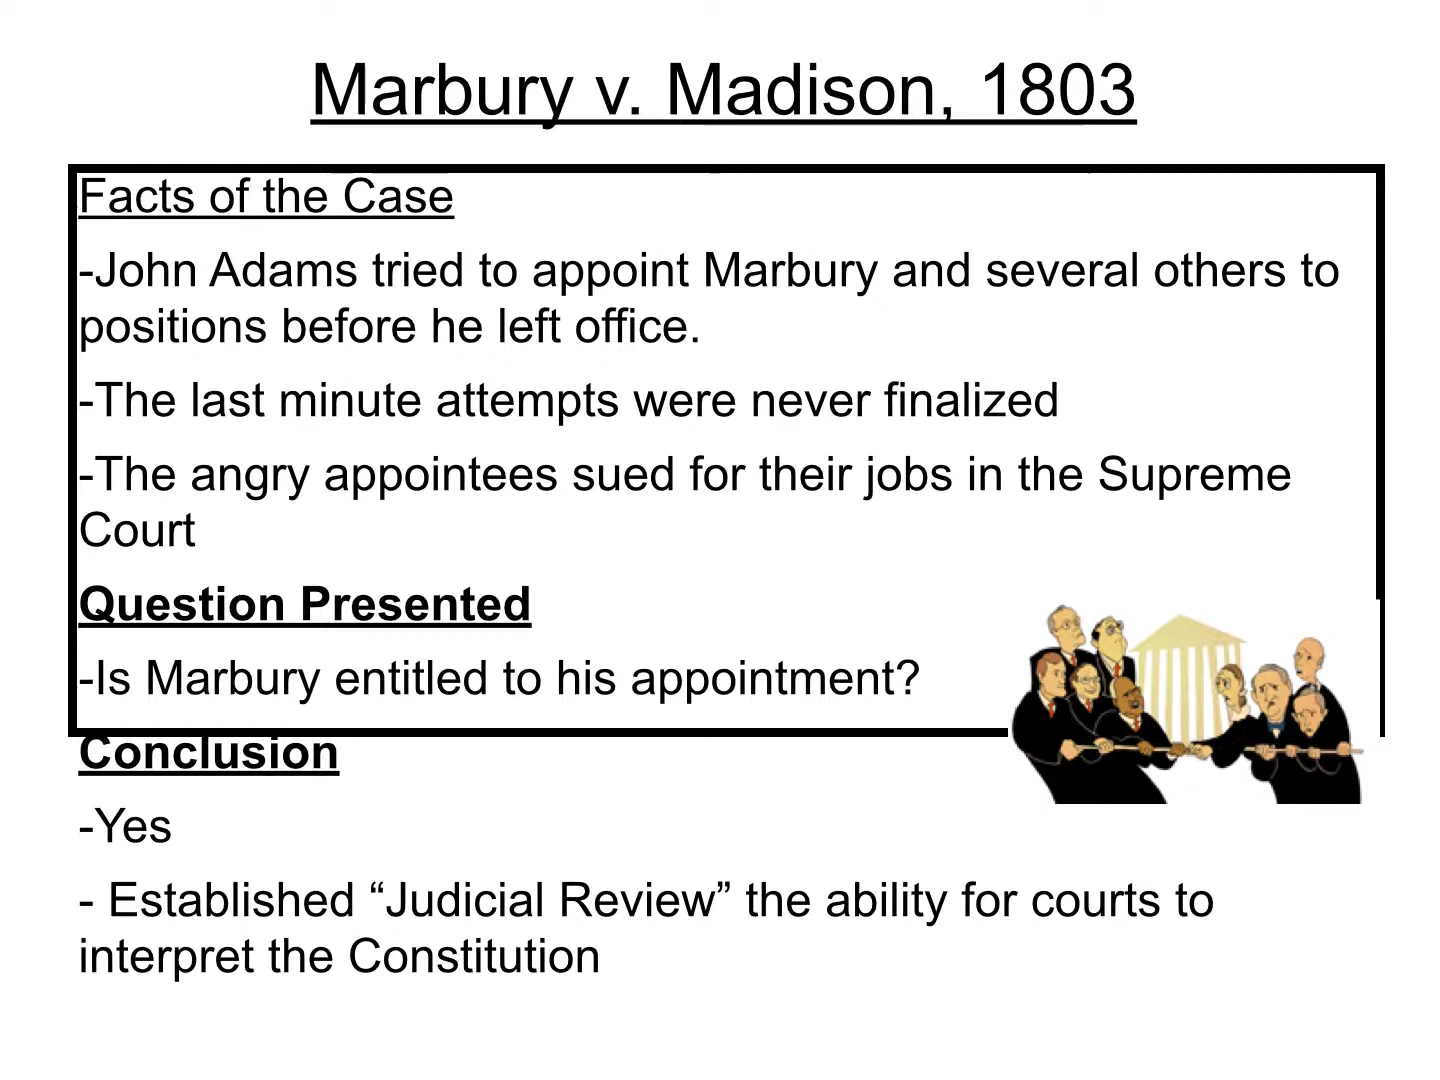 Marbury v. Madison, 1803
Facts of the Case
-John Adams tried to appoint Marbury and several others to
positions before he left office.
-The last minute attempts were never finalized
-The angry appointees sued for their jobs in the Supreme
Court
Question Presented
-Is Marbury entitled to his appointment?
Conclusion
-Yes
- Established “Judicial Review” the ability for courts to
interpret the Constitution